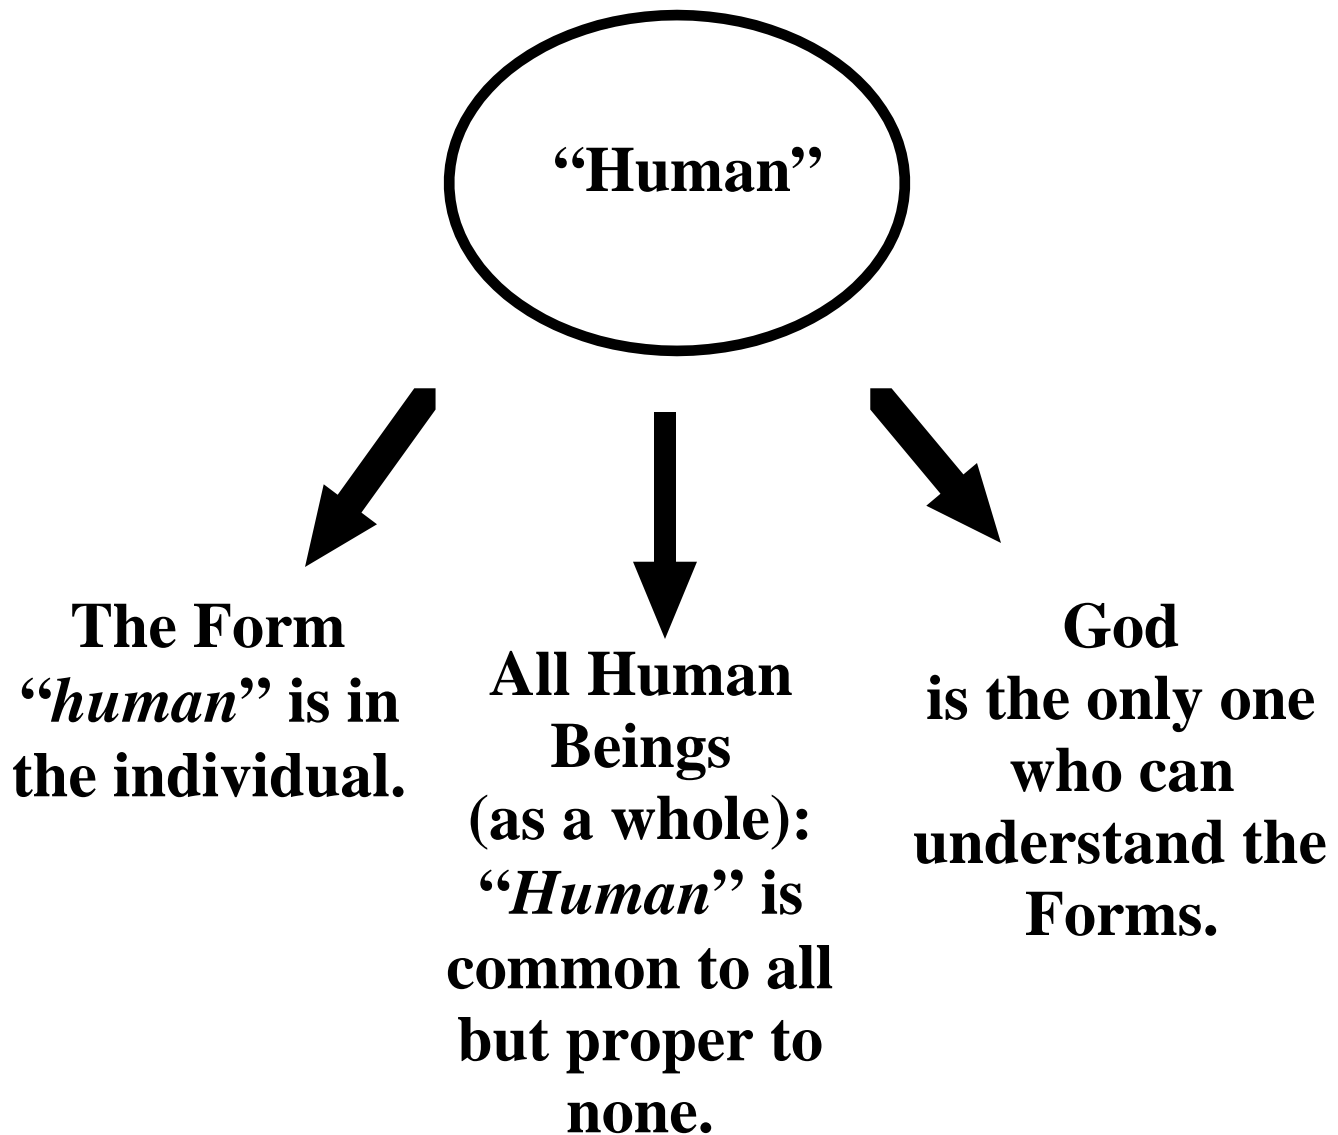 “Human”
The Form
“human” is in
the individual.
All Human
Beings
(as a whole):
“Human” is
common to all
but proper to
none.
God
is the only one
who can
understand the
Forms.